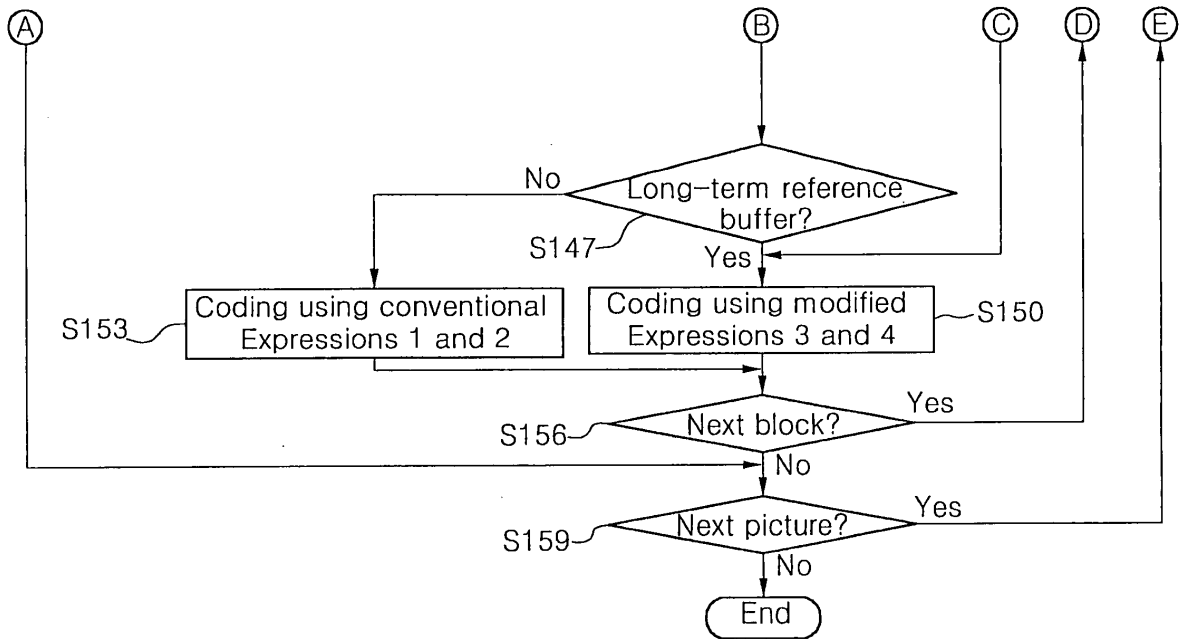 A
B
C
D
E
No
Long-term reference
buffer?
S147
Yes
Coding using conventional
Expressions 1 and 2
S153
Coding using modified
Expressions 3 and 4
S150
Yes
Next block?
S156
No
Yes
Next picture?
S159
No
End